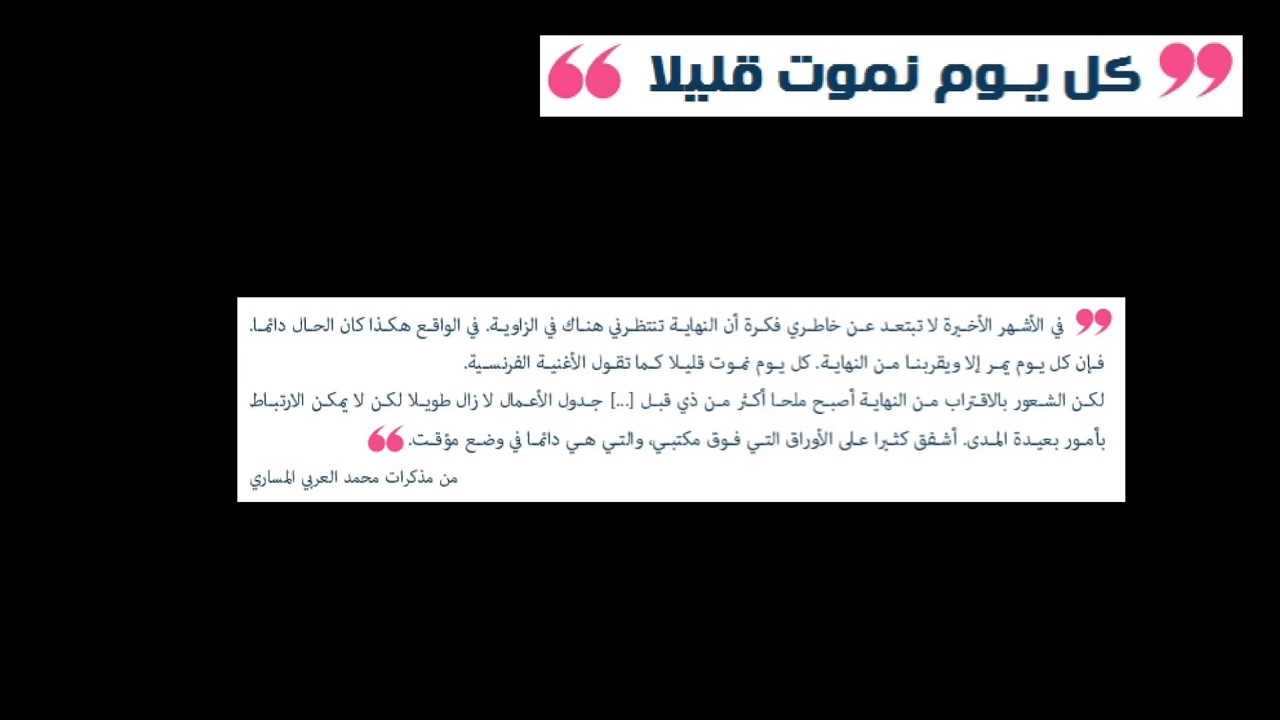 كل يوم نموت قليلا
في الأشهر الأخيرة لا تبتعد عن خاطري فكرة أن النهاية تنتظرني هناك في الزاوية. في الواقع هكذا كان الحال دائما.
فإن كل يوم يمر إلا ويقربنا من النهاية. كل يوم نموت قليلا كما تقول الأغنية الفرنسية.
لكن الشعور بالاقتراب من النهاية أصبح ملحا أكثر من ذي قبل [...] جدول الأعمال لا زال طويلا لكن لا يمكن الارتباط
بأمور بعيدة المدى. أشفق كثيرا على الأوراق التي فوق مكتبي، والتي هي دائما في وضع مؤقت.
من مذكرات محمد العربي المساري